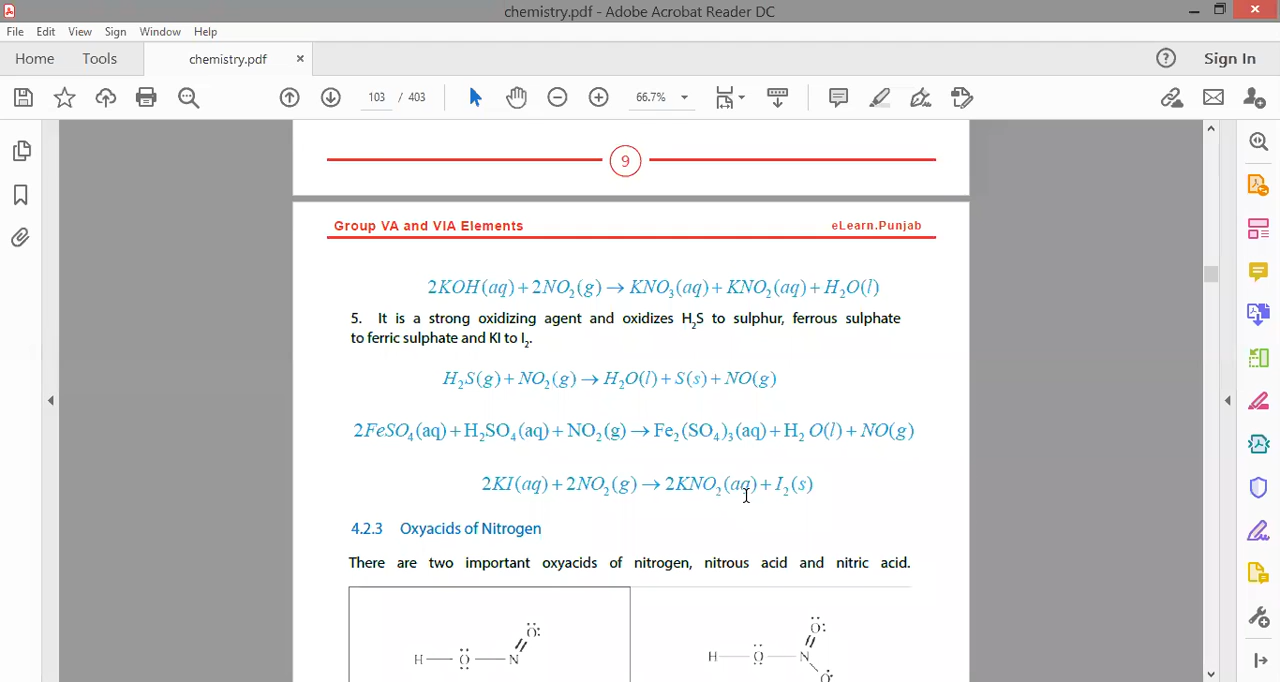 chemistry.pdf - Adobe Acrobat Reader DC
File Edit View Sign Window Help
Home Tools chemistry.pdf × ? Sign In
103 / 403 66.7%
9
Group VA and VIA Elements eLearn.Punjab
2KOH(aq)+2NO₂(g)→KNO₃(aq)+KNO₂(aq)+H₂O(l)
5. It is a strong oxidizing agent and oxidizes H₂S to sulphur, ferrous sulphate
to ferric sulphate and KI to I₂.
H₂S(g)+NO₂(g)→H₂O(l)+S(s)+NO(g)
2FeSO₄(aq)+H₂SO₄(aq)+NO₂(g)→Fe₂(SO₄)₃(aq)+H₂ O(l)+NO(g)
2KI(aq)+2NO₂(g)→2KNO₂(aq)+I₂(s)
4.2.3 Oxyacids of Nitrogen
There are two important oxyacids of nitrogen, nitrous acid and nitric acid.
O O
H O N H O N
O